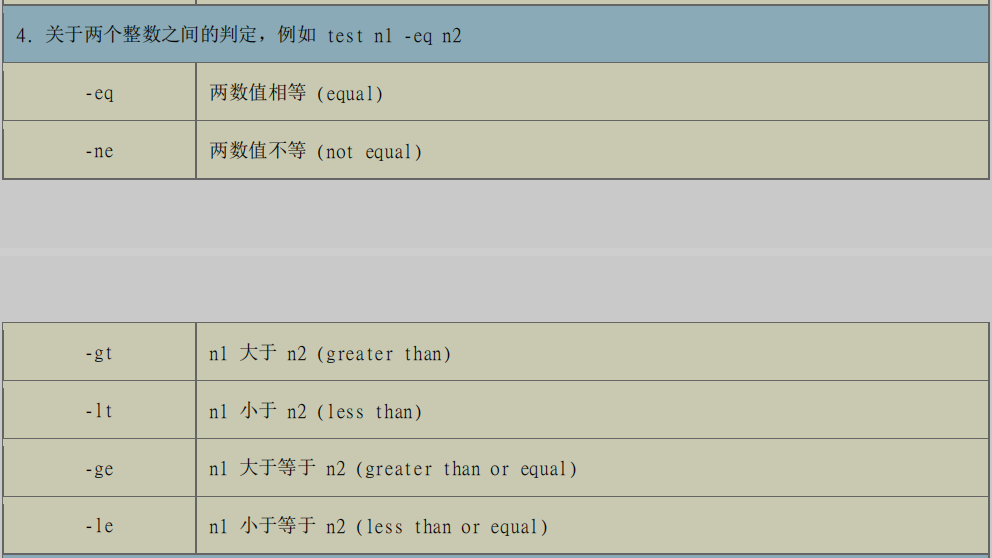 4. 关于两个整数之间的判定，例如 test n1 -eq n2
-eq 两数值相等 (equal)
-ne 两数值不等 (not equal)
-gt n1 大于 n2 (greater than)
-lt n1 小于 n2 (less than)
-ge n1 大于等于 n2 (greater than or equal)
-le n1 小于等于 n2 (less than or equal)